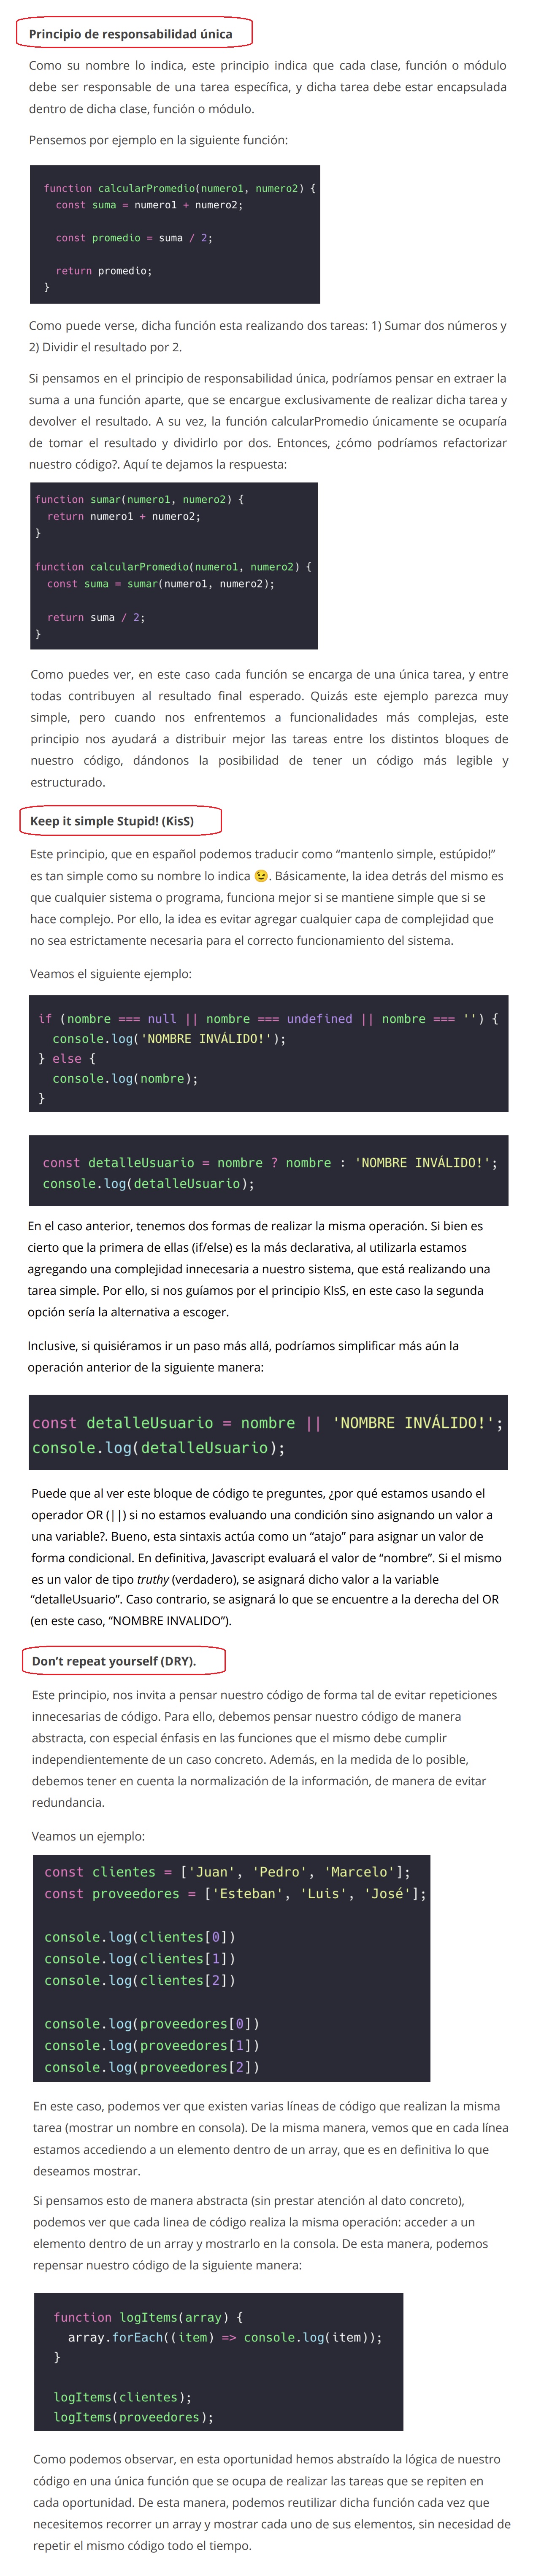 Principio de responsabilidad única
Como su nombre lo indica, este principio indica que cada clase, función o módulo
debe ser responsable de una tarea específica, y dicha tarea debe estar encapsulada
dentro de dicha clase, función o módulo.
Pensemos por ejemplo en la siguiente función:
function calcularPromedio(numero1, numero2) {
  const suma = numero1 + numero2;

  const promedio = suma / 2;

  return promedio;
}
Como puede verse, dicha función esta realizando dos tareas: 1) Sumar dos números y
2) Dividir el resultado por 2.
Si pensamos en el principio de responsabilidad única, podríamos pensar en extraer la
suma a una función aparte, que se encargue exclusivamente de realizar dicha tarea y
devolver el resultado. A su vez, la función calcularPromedio únicamente se ocuparía
de tomar el resultado y dividirlo por dos. Entonces, ¿cómo podríamos refactorizar
nuestro código?. Aquí te dejamos la respuesta:
function sumar(numero1, numero2) {
  return numero1 + numero2;
}

function calcularPromedio(numero1, numero2) {
  const suma = sumar(numero1, numero2);

  return suma / 2;
}
Como puedes ver, en este caso cada función se encarga de una única tarea, y entre
todas contribuyen al resultado final esperado. Quizás este ejemplo parezca muy
simple, pero cuando nos enfrentemos a funcionalidades más complejas, este
principio nos ayudará a distribuir mejor las tareas entre los distintos bloques de
nuestro código, dándonos la posibilidad de tener un código más legible y
estructurado.
Keep it simple Stupid! (KisS)
Este principio, que en español podemos traducir como “mantenlo simple, estúpido!”
es tan simple como su nombre lo indica 😉. Básicamente, la idea detrás del mismo es
que cualquier sistema o programa, funciona mejor si se mantiene simple que si se
hace complejo. Por ello, la idea es evitar agregar cualquier capa de complejidad que
no sea estrictamente necesaria para el correcto funcionamiento del sistema.
Veamos el siguiente ejemplo:
if (nombre === null || nombre === undefined || nombre === '') {
  console.log('NOMBRE INVÁLIDO!');
} else {
  console.log(nombre);
}
const detalleUsuario = nombre ? nombre : 'NOMBRE INVÁLIDO!';
console.log(detalleUsuario);
En el caso anterior, tenemos dos formas de realizar la misma operación. Si bien es
cierto que la primera de ellas (if/else) es la más declarativa, al utilizarla estamos
agregando una complejidad innecesaria a nuestro sistema, que está realizando una
tarea simple. Por ello, si nos guíamos por el principio KIsS, en este caso la segunda
opción sería la alternativa a escoger.
Inclusive, si quisiéramos ir un paso más allá, podríamos simplificar más aún la
operación anterior de la siguiente manera:
const detalleUsuario = nombre || 'NOMBRE INVÁLIDO!';
console.log(detalleUsuario);
Puede que al ver este bloque de código te preguntes, ¿por qué estamos usando el
operador OR (||) si no estamos evaluando una condición sino asignando un valor a
una variable?. Bueno, esta sintaxis actúa como un “atajo” para asignar un valor de
forma condicional. En definitiva, Javascript evaluará el valor de “nombre”. Si el mismo
es un valor de tipo truthy (verdadero), se asignará dicho valor a la variable
“detalleUsuario”. Caso contrario, se asignará lo que se encuentre a la derecha del OR
(en este caso, “NOMBRE INVALIDO”).
Don’t repeat yourself (DRY).
Este principio, nos invita a pensar nuestro código de forma tal de evitar repeticiones
innecesarias de código. Para ello, debemos pensar nuestro código de manera
abstracta, con especial énfasis en las funciones que el mismo debe cumplir
independientemente de un caso concreto. Además, en la medida de lo posible,
debemos tener en cuenta la normalización de la información, de manera de evitar
redundancia.
Veamos un ejemplo:
const clientes = ['Juan', 'Pedro', 'Marcelo'];
const proveedores = ['Esteban', 'Luis', 'José'];

console.log(clientes[0])
console.log(clientes[1])
console.log(clientes[2])

console.log(proveedores[0])
console.log(proveedores[1])
console.log(proveedores[2])
En este caso, podemos ver que existen varias líneas de código que realizan la misma
tarea (mostrar un nombre en consola). De la misma manera, vemos que en cada línea
estamos accediendo a un elemento dentro de un array, que es en definitiva lo que
deseamos mostrar.
Si pensamos esto de manera abstracta (sin prestar atención al dato concreto),
podemos ver que cada linea de código realiza la misma operación: acceder a un
elemento dentro de un array y mostrarlo en la consola. De esta manera, podemos
repensar nuestro código de la siguiente manera:
function logItems(array) {
  array.forEach((item) => console.log(item));
}

logItems(clientes);
logItems(proveedores);
Como podemos observar, en esta oportunidad hemos abstraído la lógica de nuestro
código en una única función que se ocupa de realizar las tareas que se repiten en
cada oportunidad. De esta manera, podemos reutilizar dicha función cada vez que
necesitemos recorrer un array y mostrar cada uno de sus elementos, sin necesidad de
repetir el mismo código todo el tiempo.